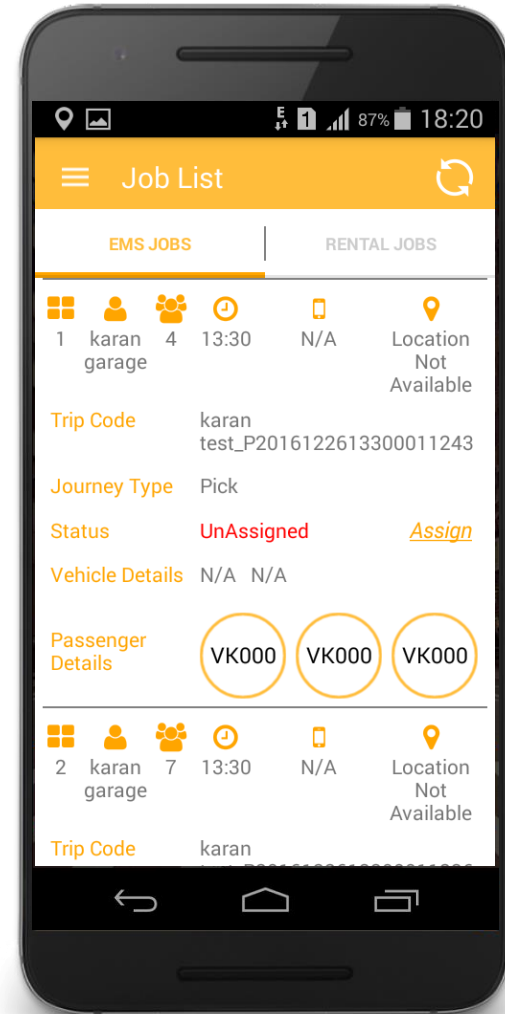 E 1 87% 18:20
Job List
EMS JOBS RENTAL JOBS
1 karan 4 13:30 N/A Location
garage Not
Available
Trip Code karan
test_P2016122613300011243
Journey Type Pick
Status UnAssigned Assign
Vehicle Details N/A N/A
Passenger
Details VK000 VK000 VK000
2 karan 7 13:30 N/A Location
garage Not
Available
Trip Code karan